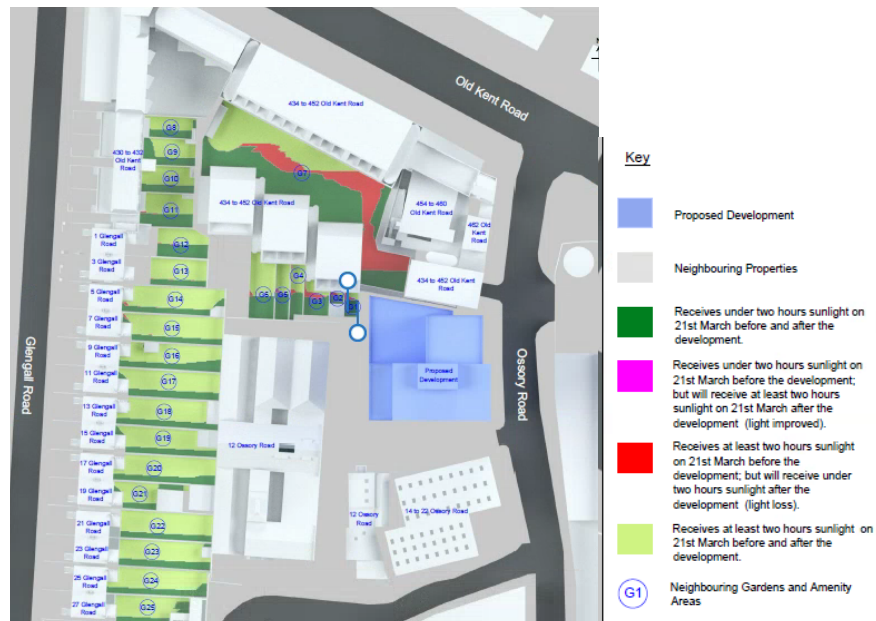 Old Kent Road
434 to 452 Old Kent Road
G8
G9
430 to 432
Old Kent
Road
G10
G7
434 to 452 Old Kent Road
454 to 460
Old Kent Road
G11
462 Old
Kent
Road
1 Glengall
Road
G12
3 Glengall
Road
G13
G4
434 to 452 Old Kent
Road
5 Glengall
Road
G14
G6
G5
G3
G2
G1
7 Glengall
Road
G15
9 Glengall
Road
G16
11 Glengall
Road
G17
Proposed
Development
Glengall Road
Ossory Road
13 Glengall
Road
G18
15 Glengall
Road
G19
12 Ossory Road
17 Glengall
Road
G20
19 Glengall
Road
G21
12 Ossory
Road
14 to 22 Ossory Road
21 Glengall
Road
G22
23 Glengall
Road
G23
25 Glengall
Road
G24
27 Glengall
Road
G25
Key
Proposed Development
Neighbouring Properties
Receives under two hours sunlight on
21st March before and after the
development.
Receives under two hours sunlight on
21st March before the development;
but will receive at least two hours
sunlight on 21st March after the
development (light improved).
Receives at least two hours sunlight
on 21st March before the
development; but will receive under
two hours sunlight after the
development (light loss).
Receives at least two hours sunlight on
21st March before and after the
development.
G1
Neighbouring Gardens and Amenity
Areas